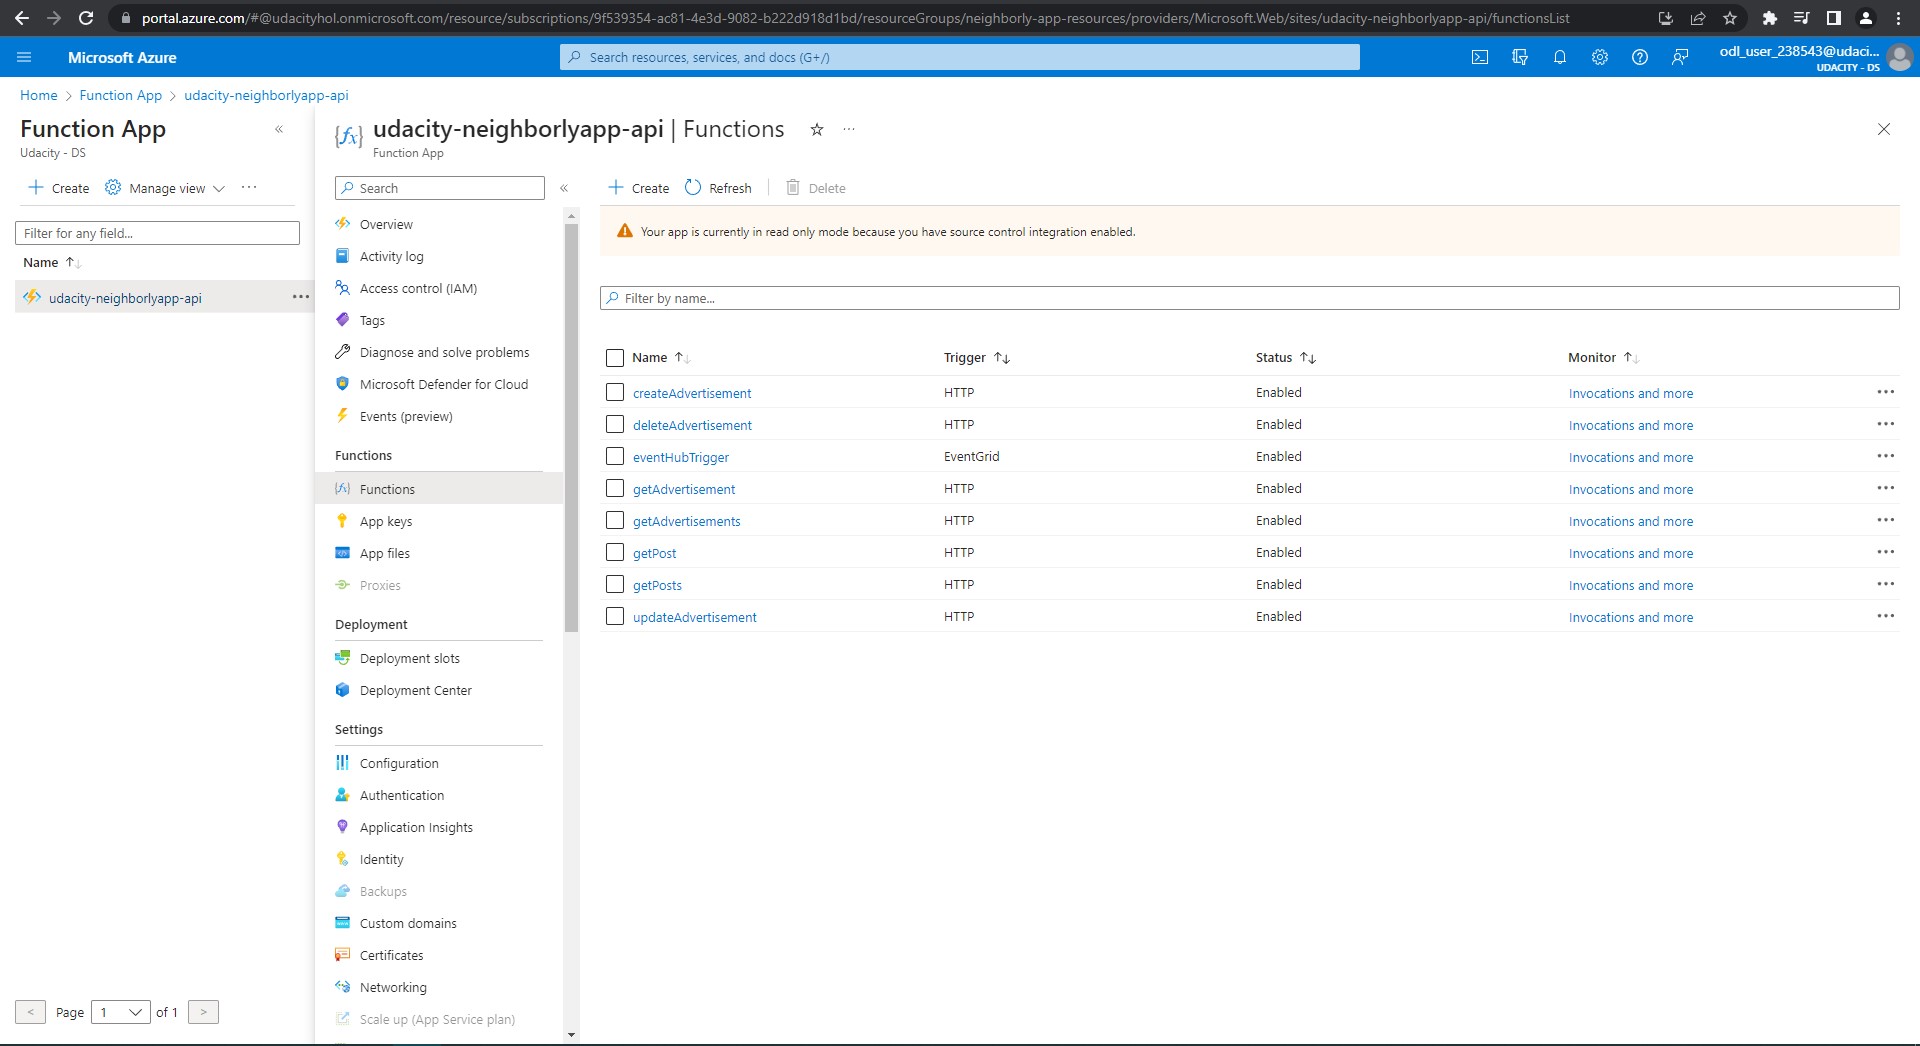 portal.azure.com/#@udacityhol.onmicrosoft.com/resource/subscriptions/9f539354-ac81-4e3d-9082-b222d918d1bd/resourceGroups/neighborly-app-resources/providers/Microsoft.Web/sites/udacity-neighborlyapp-api/functionsList
Microsoft Azure
Search resources, services, and docs (G+/)
odl_user_238543@udaci...
UDACITY - DS
Home > Function App > udacity-neighborlyapp-api
Function App
Udacity - DS
Create
Manage view
Filter for any field...
Name
udacity-neighborlyapp-api
< Page 1 of 1 >
udacity-neighborlyapp-api | Functions
Function App
Search
Overview
Activity log
Access control (IAM)
Tags
Diagnose and solve problems
Microsoft Defender for Cloud
Events (preview)
Functions
Functions
App keys
App files
Proxies
Deployment
Deployment slots
Deployment Center
Settings
Configuration
Authentication
Application Insights
Identity
Backups
Custom domains
Certificates
Networking
Scale up (App Service plan)
Create Refresh Delete
Your app is currently in read only mode because you have source control integration enabled.
Filter by name...
Name Trigger Status Monitor
createAdvertisement HTTP Enabled Invocations and more
deleteAdvertisement HTTP Enabled Invocations and more
eventHubTrigger EventGrid Enabled Invocations and more
getAdvertisement HTTP Enabled Invocations and more
getAdvertisements HTTP Enabled Invocations and more
getPost HTTP Enabled Invocations and more
getPosts HTTP Enabled Invocations and more
updateAdvertisement HTTP Enabled Invocations and more